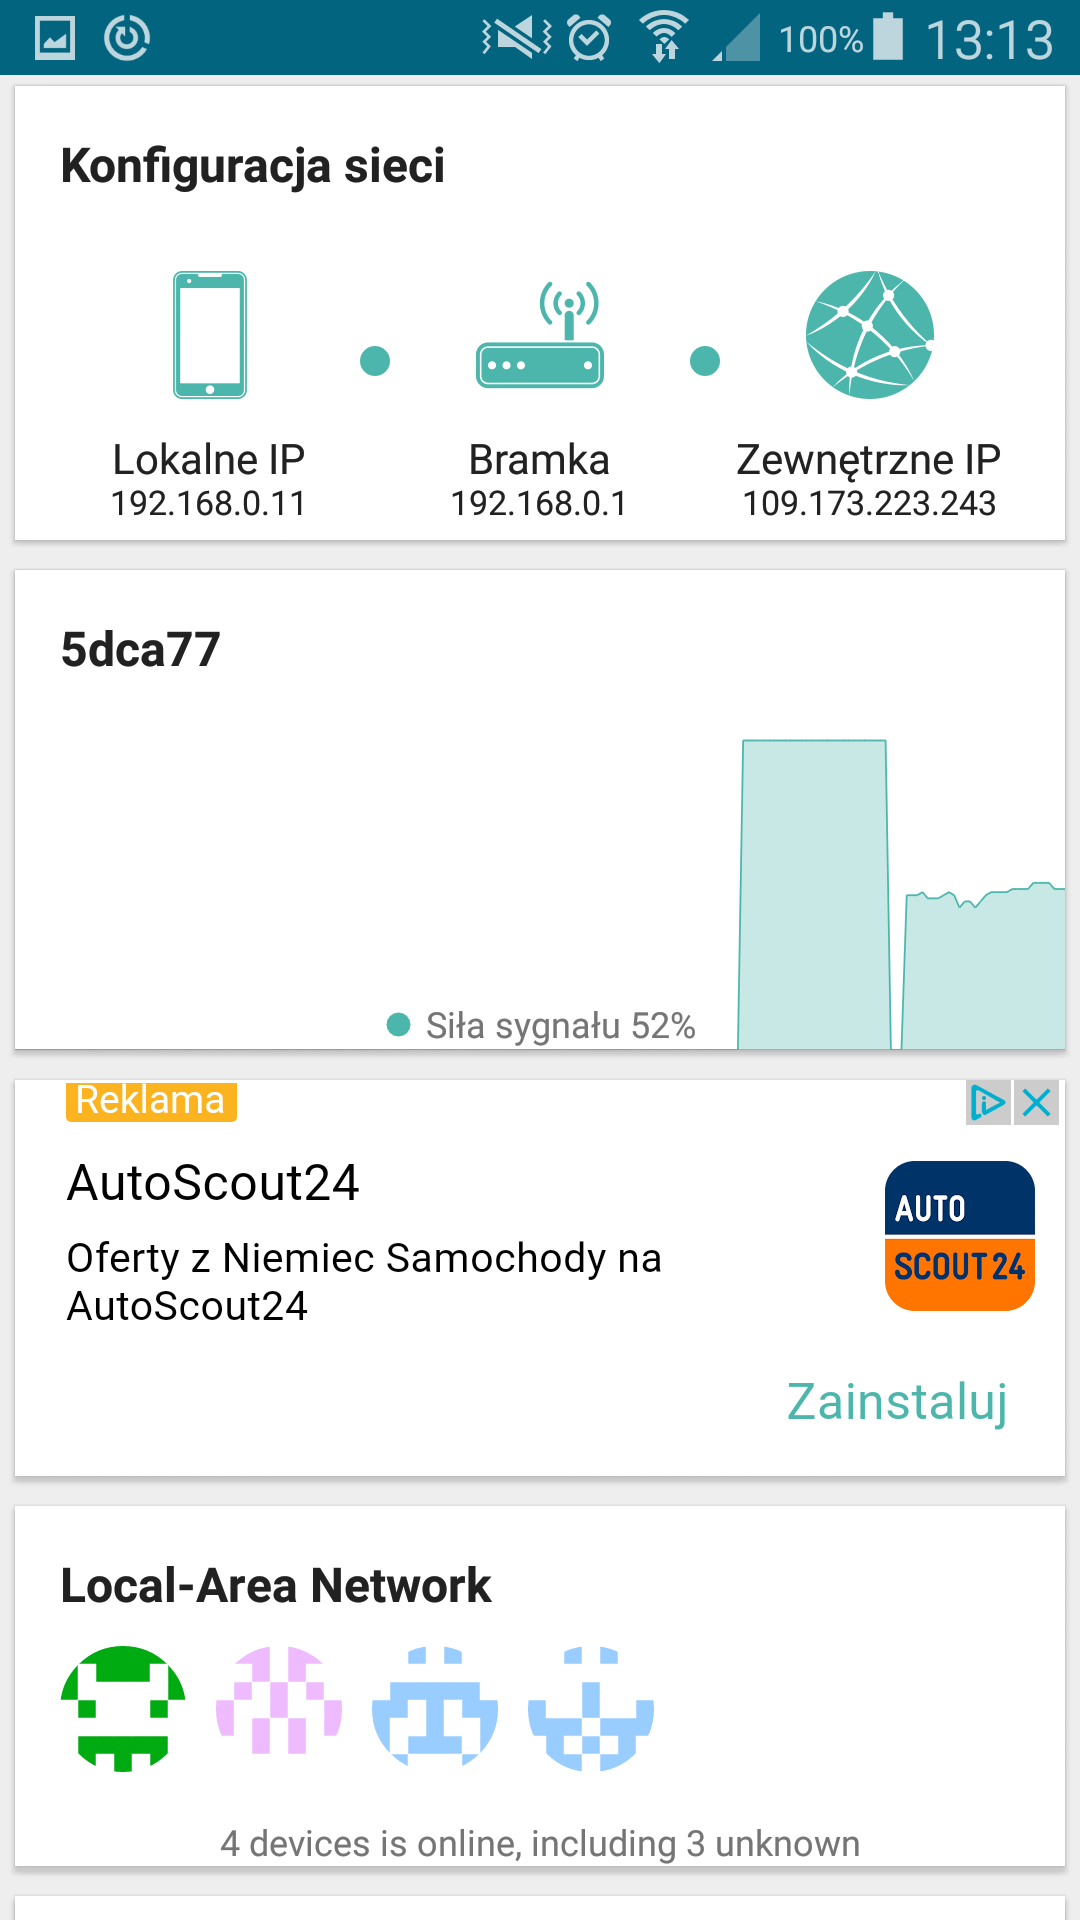 100% 13:13
Konfiguracja sieci
Lokalne IP Bramka Zewnętrzne IP
192.168.0.11 192.168.0.1 109.173.223.243
5dca77
Siła sygnału 52%
Reklama
AutoScout24
Oferty z Niemiec Samochody na
AutoScout24
AUTO
SCOUT24
Zainstaluj
Local-Area Network
4 devices is online, including 3 unknown